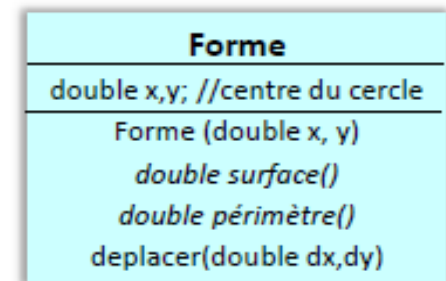 Forme
double x,y; //centre du cercle
Forme (double x, y)
double surface()
double périmètre()
deplacer(double dx,dy)